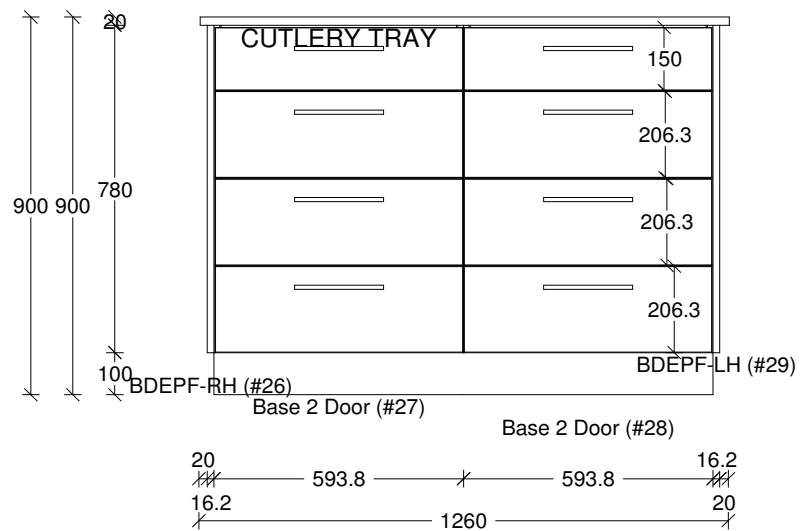 20
CUTLERY TRAY
150
206.3
780
900 900
206.3
206.3
BDEPF-LH (#29)
100
BDEPF-RH (#26)
Base 2 Door (#27)
Base 2 Door (#28)
20 16.2
593.8 593.8
16.2 20
1260